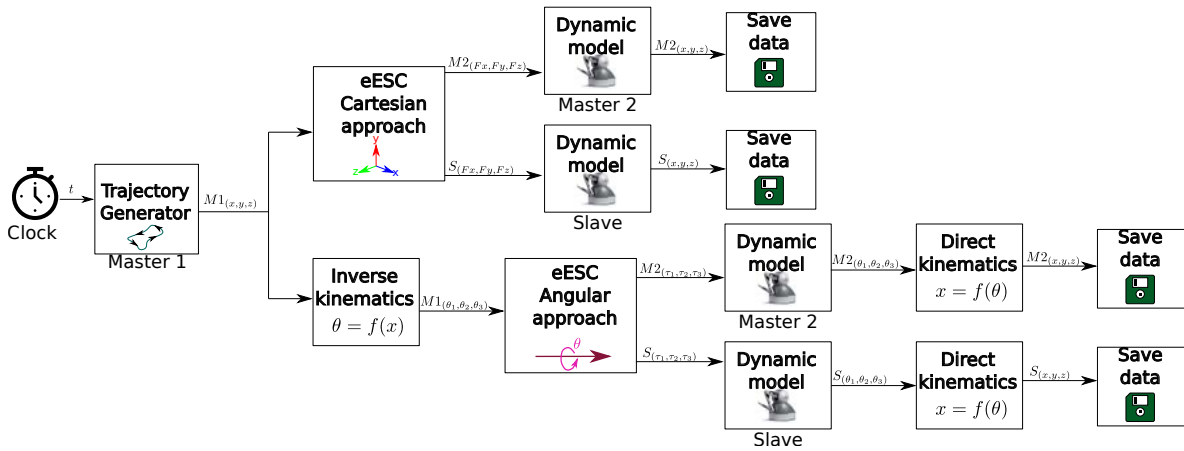 Clock
t
Trajectory
Generator
Master 1
M1(x,y,z)
eESC
Cartesian
approach
y
z
x
M2(Fx,Fy,Fz)
Dynamic
model
Master 2
M2(x,y,z)
Save
data
S(Fx,Fy,Fz)
Dynamic
model
Slave
S(x,y,z)
Save
data
Inverse
kinematics
θ = f(x)
M1(θ1,θ2,θ3)
eESC
Angular
approach
θ
M2(τ1,τ2,τ3)
Dynamic
model
Master 2
M2(θ1,θ2,θ3)
Direct
kinematics
x = f(θ)
M2(x,y,z)
Save
data
S(τ1,τ2,τ3)
Dynamic
model
Slave
S(θ1,θ2,θ3)
Direct
kinematics
x = f(θ)
S(x,y,z)
Save
data